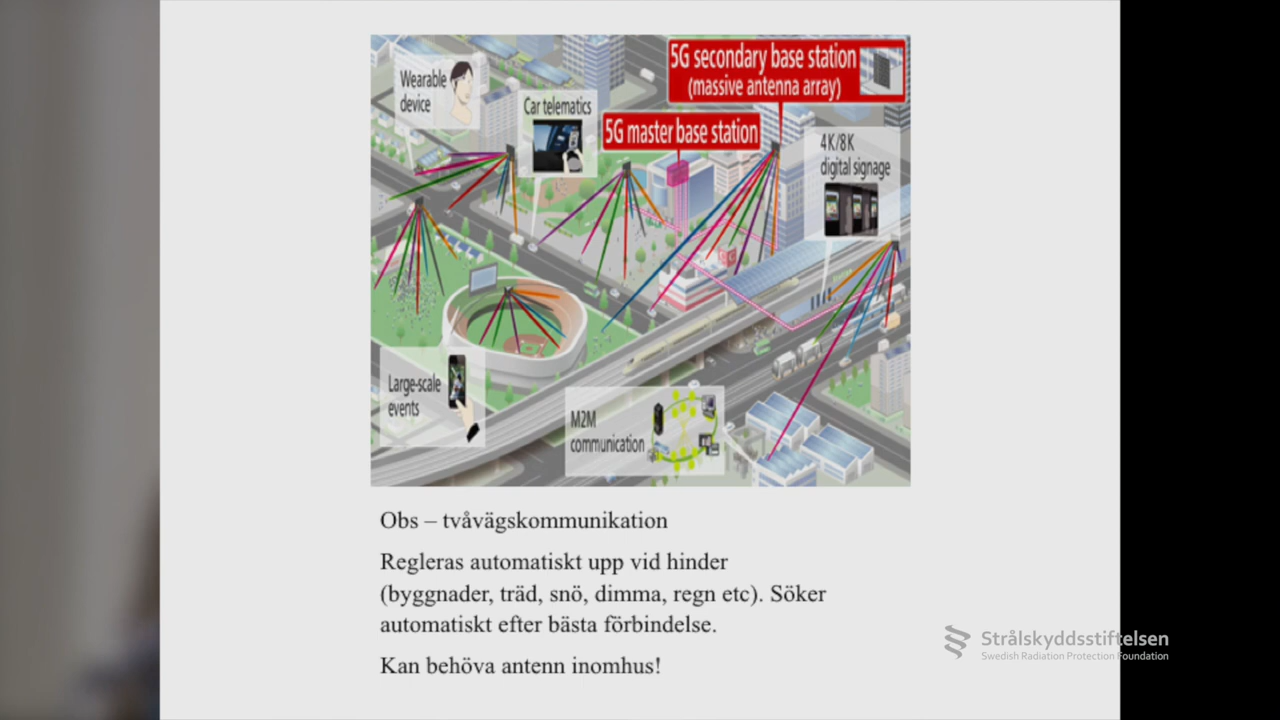 5G secondary base station
(massive antenna array)
Wearable
device
Car telematics
5G master base station
4K/8K
digital signage
Large-scale
events
M2M
communication
Obs – tvåvägskommunikation
Regleras automatiskt upp vid hinder
(byggnader, träd, snö, dimma, regn etc). Söker
automatiskt efter bästa förbindelse.
Kan behöva antenn inomhus!
Strålskyddsstiftelsen
Swedish Radiation Protection Foundation